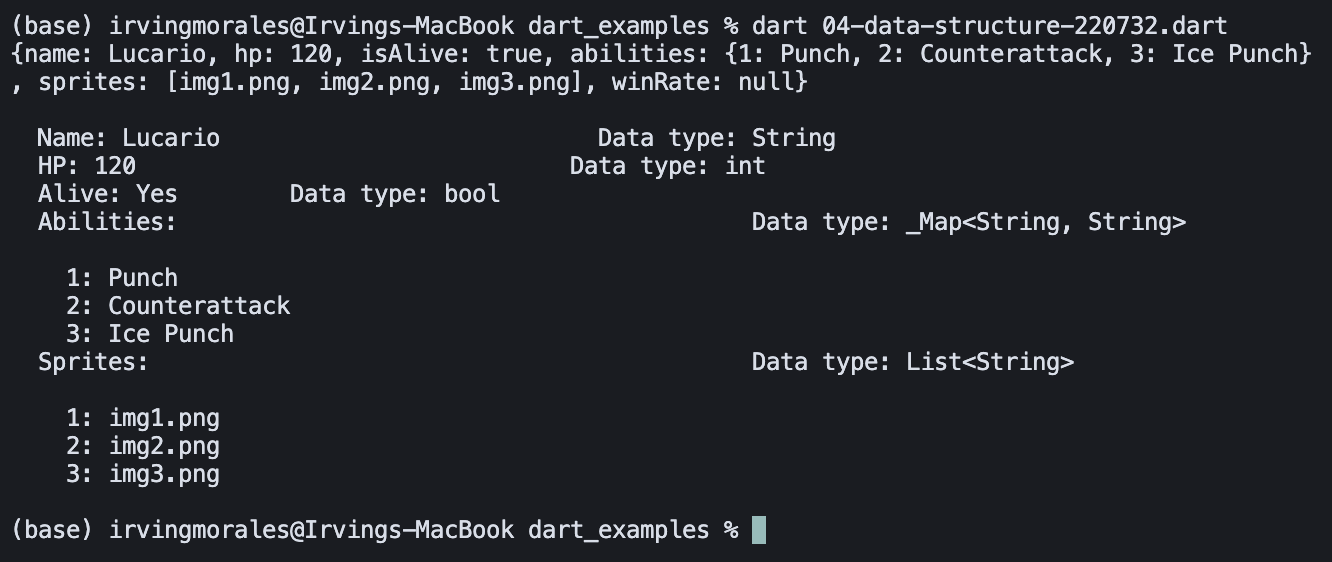 (base) irvingmorales@Irvings-MacBook dart_examples % dart 04-data-structure-220732.dart
{name: Lucario, hp: 120, isAlive: true, abilities: {1: Punch, 2: Counterattack, 3: Ice Punch}
, sprites: [img1.png, img2.png, img3.png], winRate: null}

  Name: Lucario                           Data type: String
  HP: 120                               Data type: int
  Alive: Yes        Data type: bool
  Abilities:                                         Data type: _Map<String, String>

    1: Punch
    2: Counterattack
    3: Ice Punch
  Sprites:                                           Data type: List<String>

    1: img1.png
    2: img2.png
    3: img3.png

(base) irvingmorales@Irvings-MacBook dart_examples %